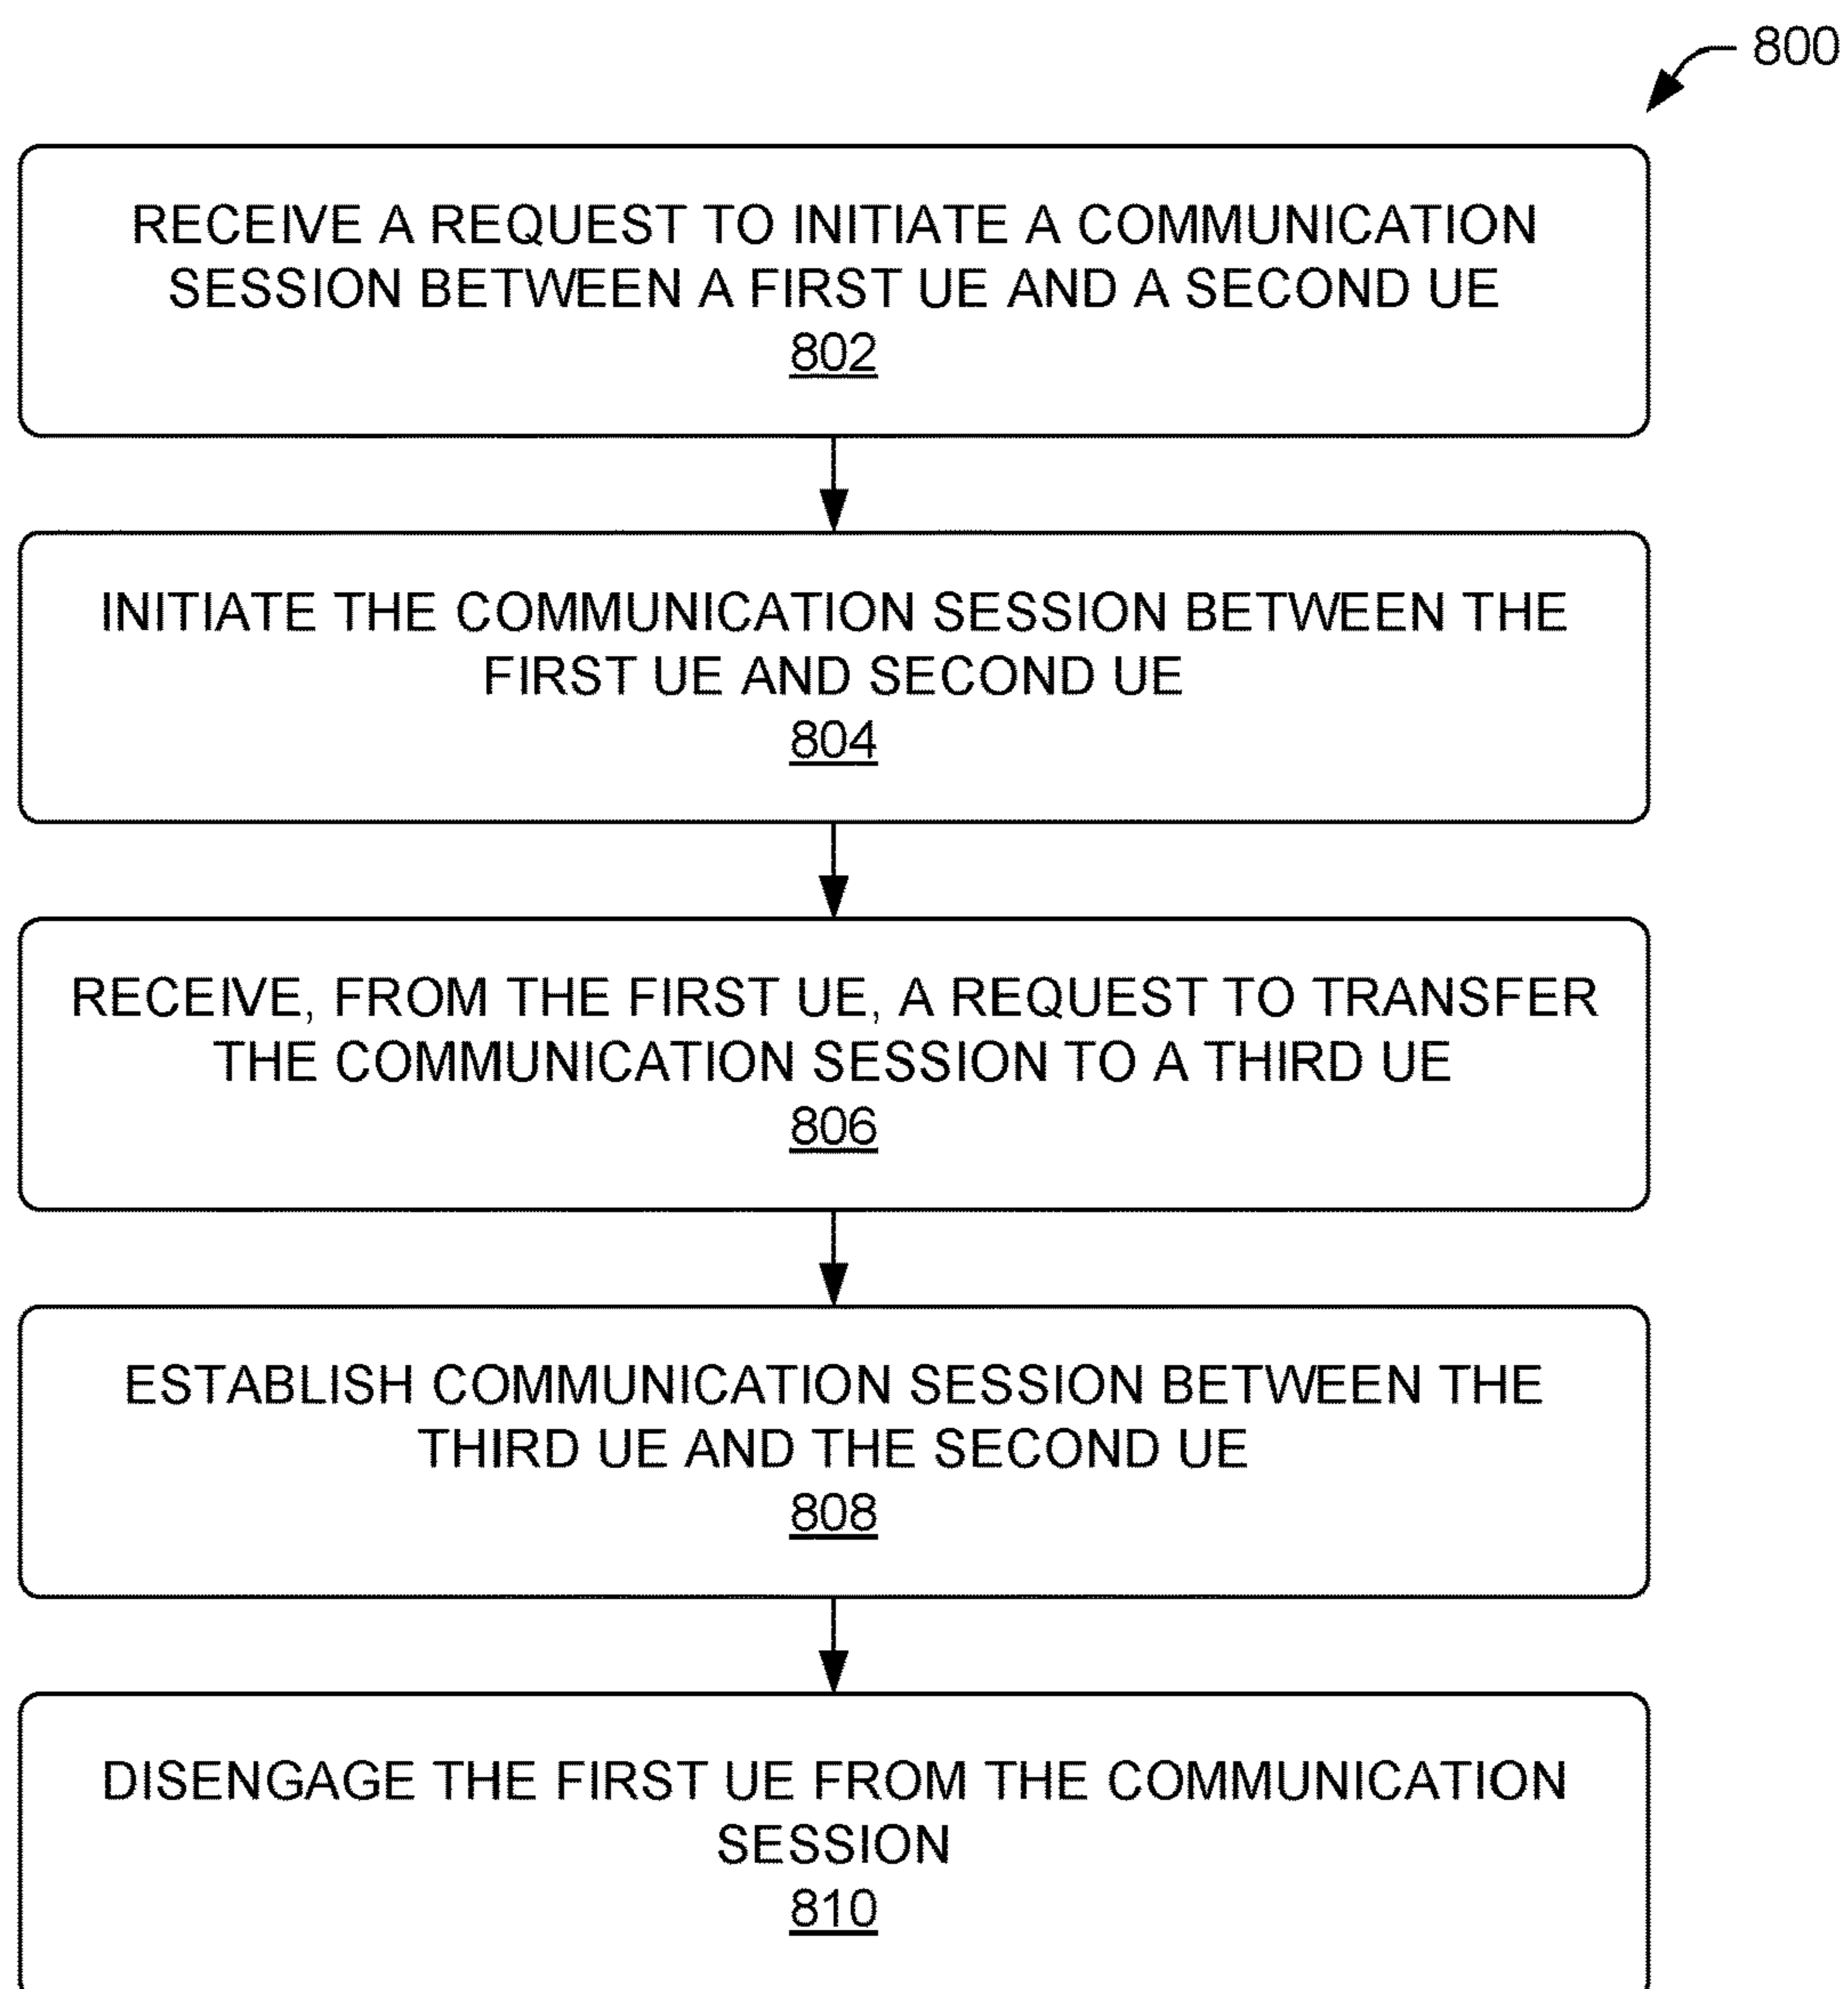 800
RECEIVE A REQUEST TO INITIATE A COMMUNICATION
SESSION BETWEEN A FIRST UE AND A SECOND UE
802
INITIATE THE COMMUNICATION SESSION BETWEEN THE
FIRST UE AND SECOND UE
804
RECEIVE, FROM THE FIRST UE, A REQUEST TO TRANSFER
THE COMMUNICATION SESSION TO A THIRD UE
806
ESTABLISH COMMUNICATION SESSION BETWEEN THE
THIRD UE AND THE SECOND UE
808
DISENGAGE THE FIRST UE FROM THE COMMUNICATION
SESSION
810